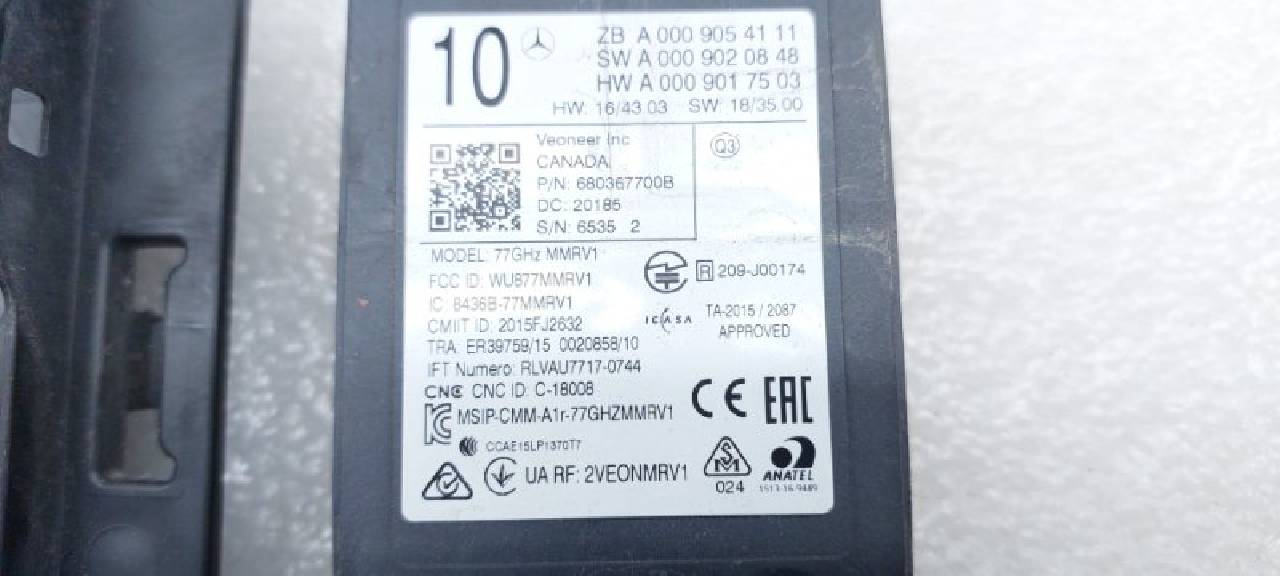 10
ZB A 000 905 41 11
SW A 000 902 08 48
HW A 000 901 75 03
HW: 16/43 03 SW: 18/35.00
Veoneer Inc
CANADA
P/N: 680367700B
DC: 20185
S/N: 6535 2
Q3
MODEL: 77GHz MMRV1
FCC ID: WU877MMRV1
IC 8436B-77MMRV1
CMIIT ID: 2015FJ2632
TRA: ER39759/15 0020858/10
IFT Numero: RLVAU7717-0744
CNC CNC ID: C-18008
MSIP-CMM-A1r-77GHZMMRV1
CCAE15LP1370T7
UA RF: 2VEONMRV1
R 209-J00174
ICASA TA-2015 / 2087
APPROVED
CE EAC
024
ANATEL